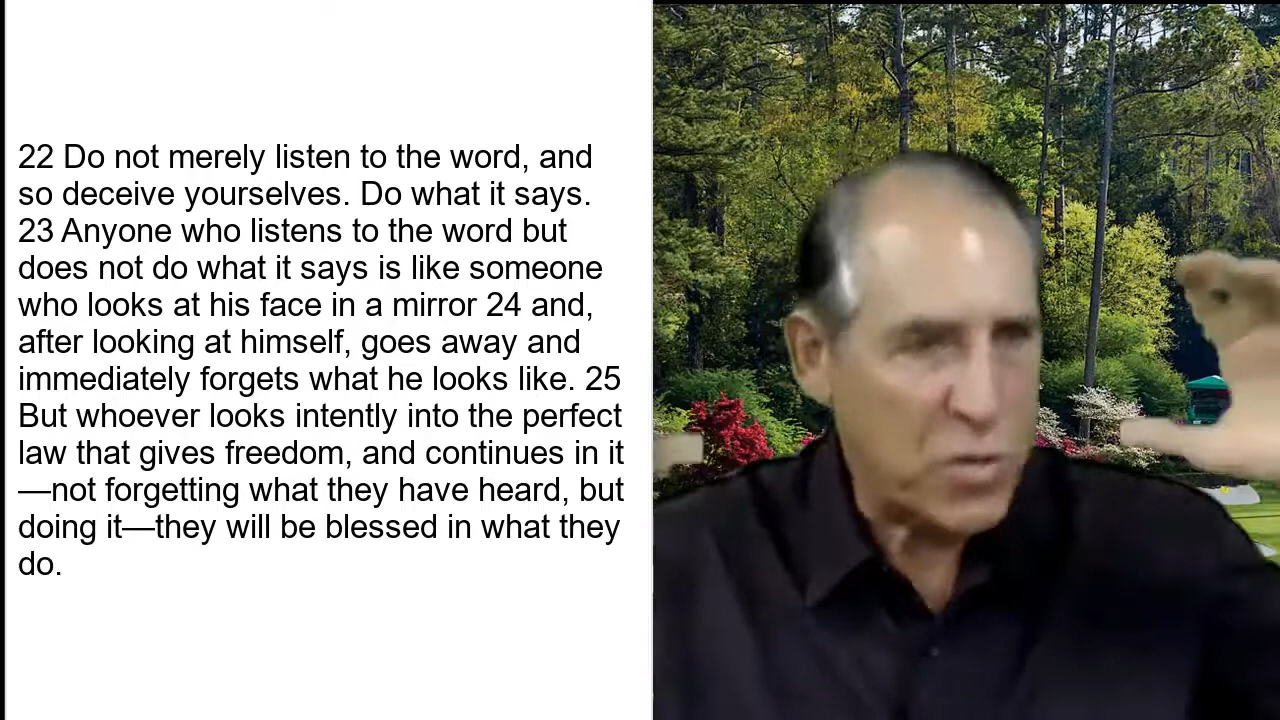 22 Do not merely listen to the word, and
so deceive yourselves. Do what it says.
23 Anyone who listens to the word but
does not do what it says is like someone
who looks at his face in a mirror 24 and,
after looking at himself, goes away and
immediately forgets what he looks like. 25
But whoever looks intently into the perfect
law that gives freedom, and continues in it
—not forgetting what they have heard, but
doing it—they will be blessed in what they
do.